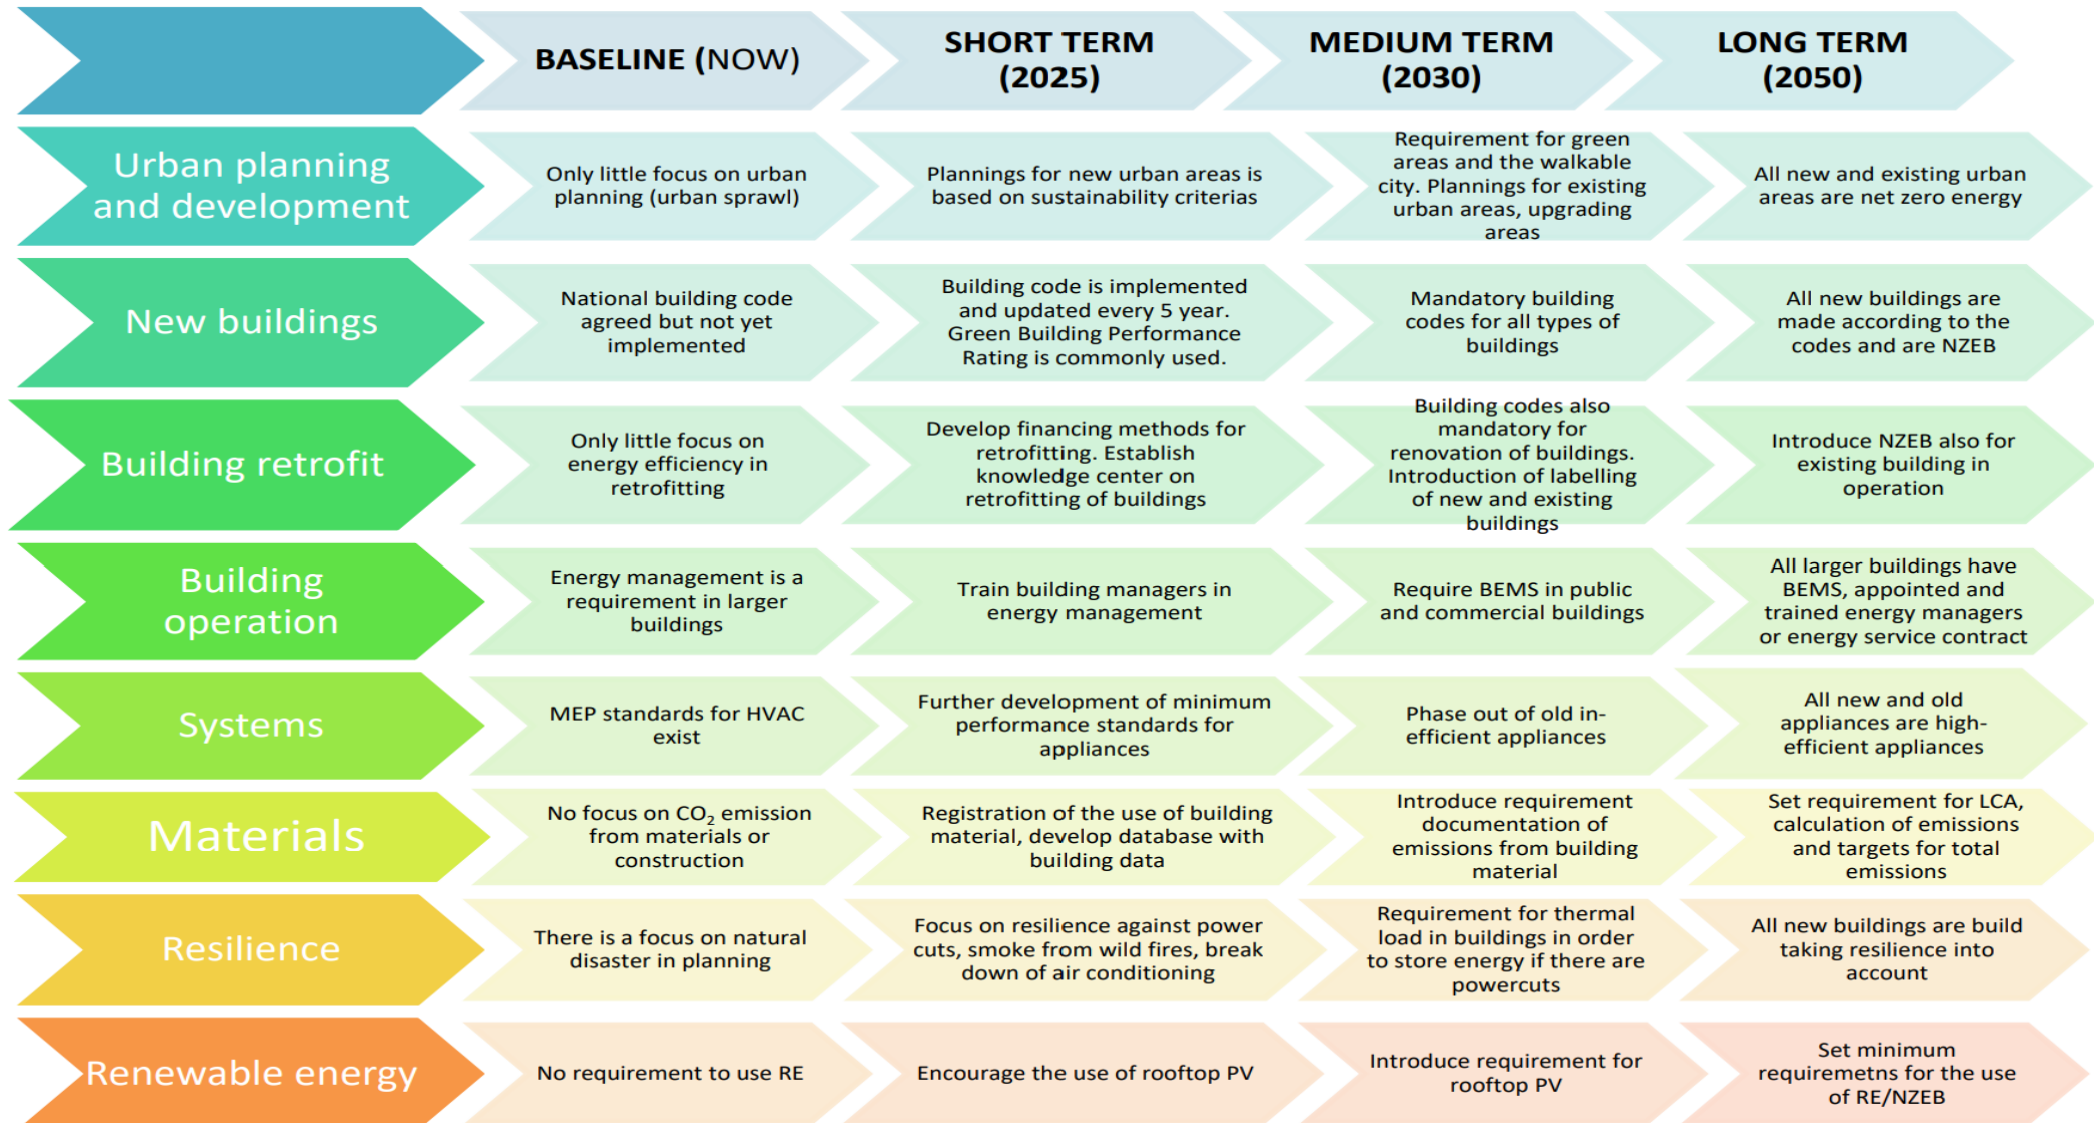 BASELINE (NOW)
SHORT TERM
(2025)
MEDIUM TERM
(2030)
LONG TERM
(2050)
Urban planning
and development
Only little focus on urban
planning (urban sprawl)
Plannings for new urban areas is
based on sustainability criterias
Requirement for green
areas and the walkable
city. Plannings for existing
urban areas, upgrading
areas
All new and existing urban
areas are net zero energy
New buildings
National building code
agreed but not yet
implemented
Building code is implemented
and updated every 5 year.
Green Building Performance
Rating is commonly used.
Mandatory building
codes for all types of
buildings
All new buildings are
made according to the
codes and are NZEB
Building retrofit
Only little focus on
energy efficiency in
retrofitting
Develop financing methods for
retrofitting. Establish
knowledge center on
retrofitting of buildings
Building codes also
mandatory for
renovation of buildings.
Introduction of labelling
of new and existing
buildings
Introduce NZEB also for
existing building in
operation
Building
operation
Energy management is a
requirement in larger
buildings
Train building managers in
energy management
Require BEMS in public
and commercial buildings
All larger buildings have
BEMS, appointed and
trained energy managers
or energy service contract
Systems
MEP standards for HVAC
exist
Further development of minimum
performance standards for
appliances
Phase out of old in-
efficient appliances
All new and old
appliances are high-
efficient appliances
Materials
No focus on CO₂ emission
from materials or
construction
Registration of the use of building
material, develop database with
building data
Introduce requirement
documentation of
emissions from building
material
Set requirement for LCA,
calculation of emissions
and targets for total
emissions
Resilience
There is a focus on natural
disaster in planning
Focus on resilience against power
cuts, smoke from wild fires, break
down of air conditioning
Requirement for thermal
load in buildings in order
to store energy if there are
powercuts
All new buildings are build
taking resilience into
account
Renewable energy
No requirement to use RE
Encourage the use of rooftop PV
Introduce requirement for
rooftop PV
Set minimum
requiremetns for the use
of RE/NZEB